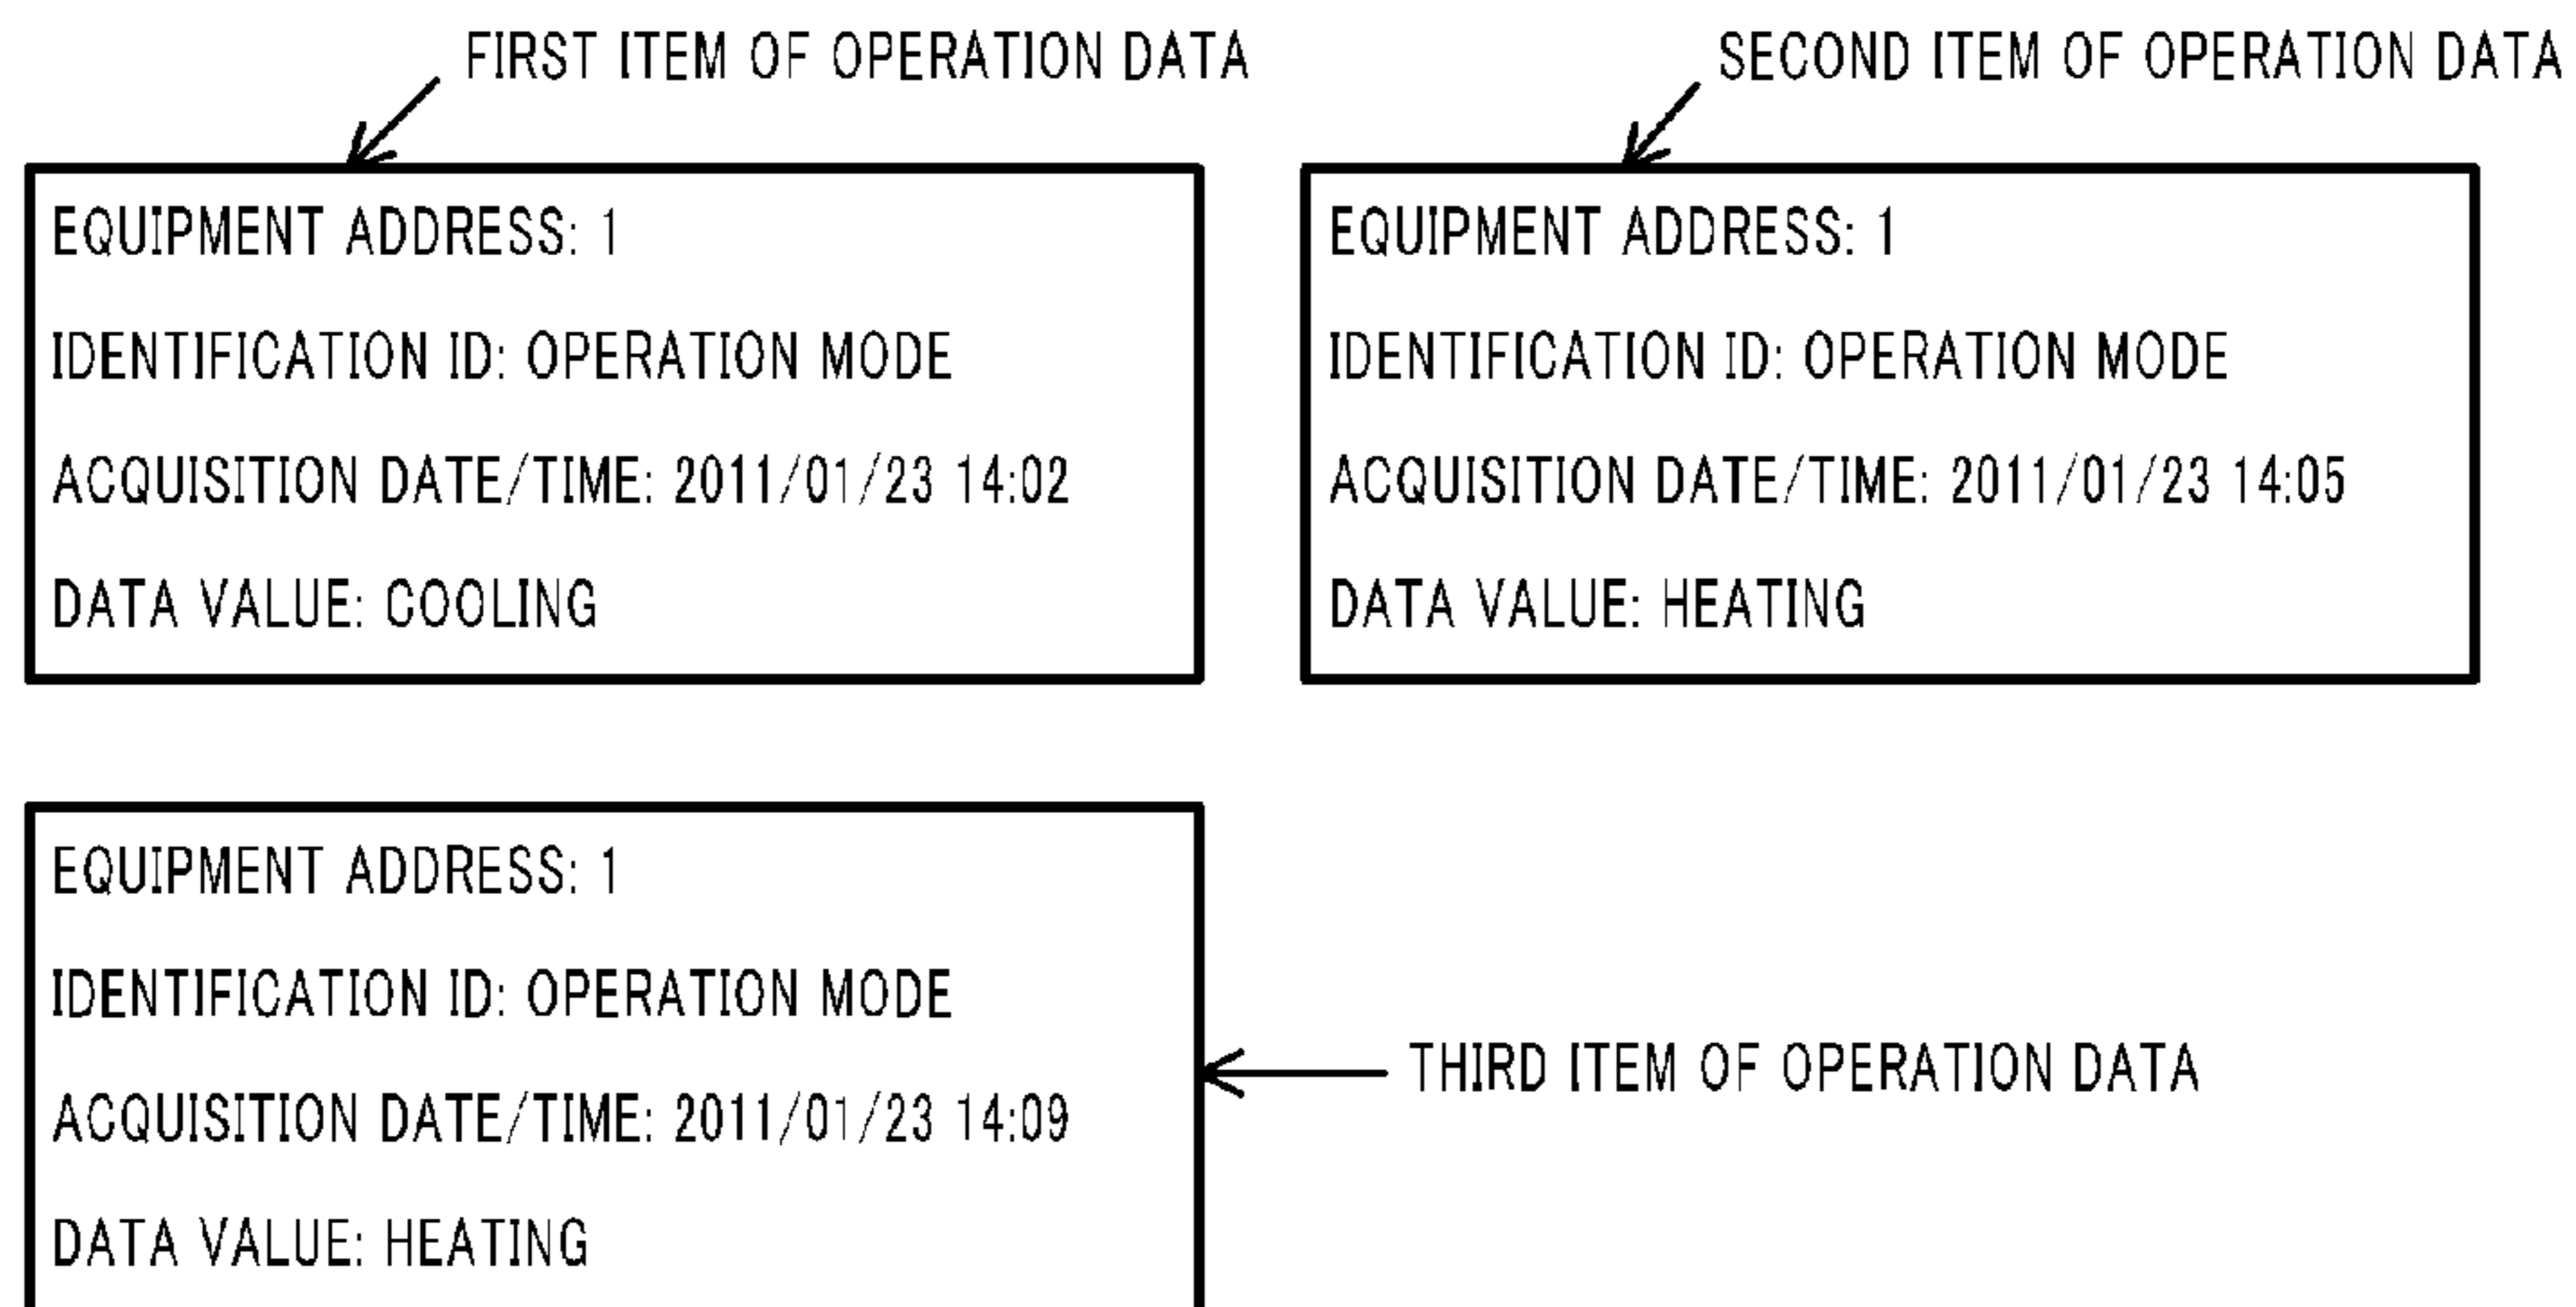 FIRST ITEM OF OPERATION DATA
EQUIPMENT ADDRESS: 1
IDENTIFICATION ID: OPERATION MODE
ACQUISITION DATE/TIME: 2011/01/23 14:02
DATA VALUE: COOLING
SECOND ITEM OF OPERATION DATA
EQUIPMENT ADDRESS: 1
IDENTIFICATION ID: OPERATION MODE
ACQUISITION DATE/TIME: 2011/01/23 14:05
DATA VALUE: HEATING
EQUIPMENT ADDRESS: 1
IDENTIFICATION ID: OPERATION MODE
ACQUISITION DATE/TIME: 2011/01/23 14:09
DATA VALUE: HEATING
THIRD ITEM OF OPERATION DATA